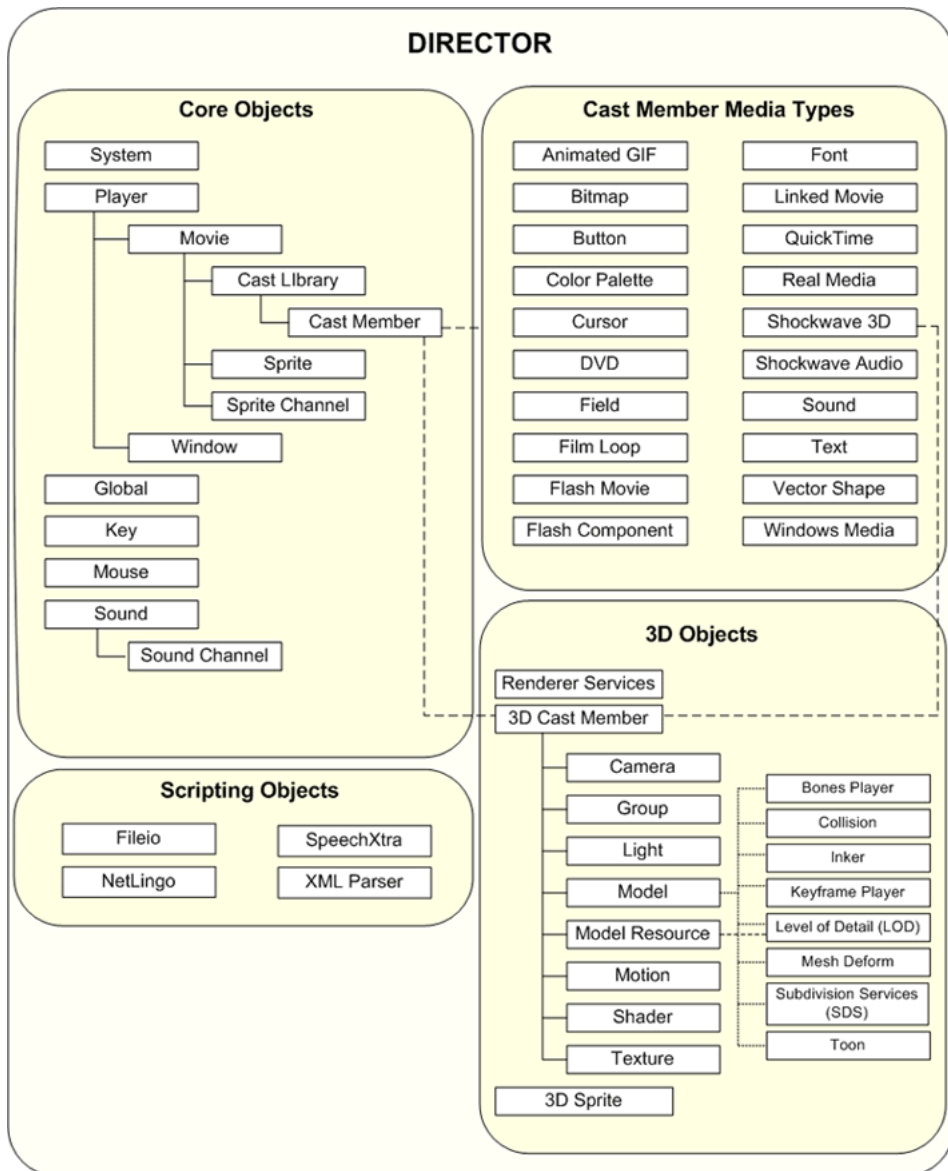 DIRECTOR
Core Objects
System
Player
Movie
Cast LIbrary
Cast Member
Sprite
Sprite Channel
Window
Global
Key
Mouse
Sound
Sound Channel
Cast Member Media Types
Animated GIF
Bitmap
Button
Color Palette
Cursor
DVD
Field
Film Loop
Flash Movie
Flash Component
Font
Linked Movie
QuickTime
Real Media
Shockwave 3D
Shockwave Audio
Sound
Text
Vector Shape
Windows Media
Scripting Objects
Fileio
NetLingo
SpeechXtra
XML Parser
3D Objects
Renderer Services
3D Cast Member
Camera
Group
Light
Model
Model Resource
Motion
Shader
Texture
Bones Player
Collision
Inker
Keyframe Player
Level of Detail (LOD)
Mesh Deform
Subdivision Services
(SDS)
Toon
3D Sprite